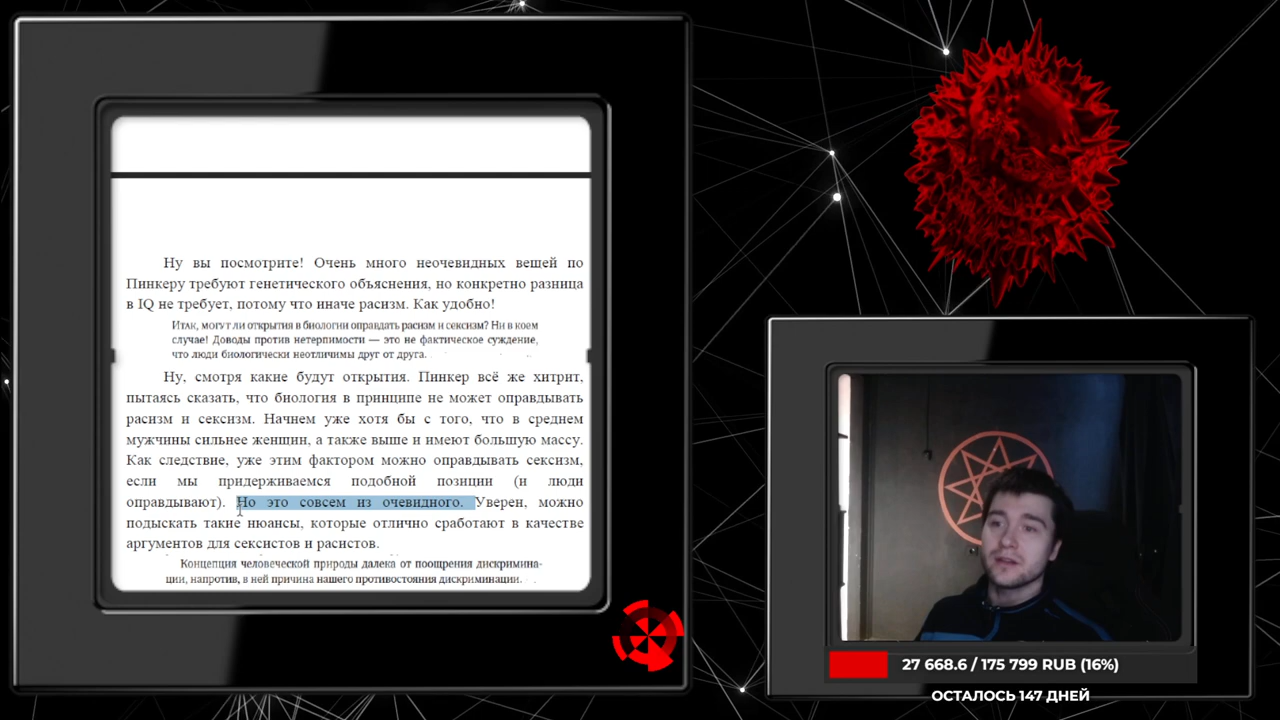 Ну вы посмотрите! Очень много неочевидных вещей по
Пинкеру требуют генетического объяснения, но конкретно разница
в IQ не требует, потому что иначе расизм. Как удобно!
Итак, могут ли открытия в биологии оправдать расизм и сексизм? Ни в коем
случае! Доводы против нетерпимости — это не фактическое суждение,
что люди биологически неотличимы друг от друга.
Ну, смотря какие будут открытия. Пинкер всё же хитрит,
пытаясь сказать, что биология в принципе не может оправдывать
расизм и сексизм. Начнем уже хотя бы с того, что в среднем
мужчины сильнее женщин, а также выше и имеют большую массу.
Как следствие, уже этим фактором можно оправдывать сексизм,
если мы придерживаемся подобной позиции (и люди
оправдывают). Но это совсем из очевидного. Уверен, можно
подыскать такие нюансы, которые отлично сработают в качестве
аргументов для сексистов и расистов.
Концепция человеческой природы далека от поощрения дискримина-
ции, напротив, в ней причина нашего противостояния дискриминации.
27 668.6 / 175 799 RUB (16%)
ОСТАЛОСЬ 147 ДНЕЙ